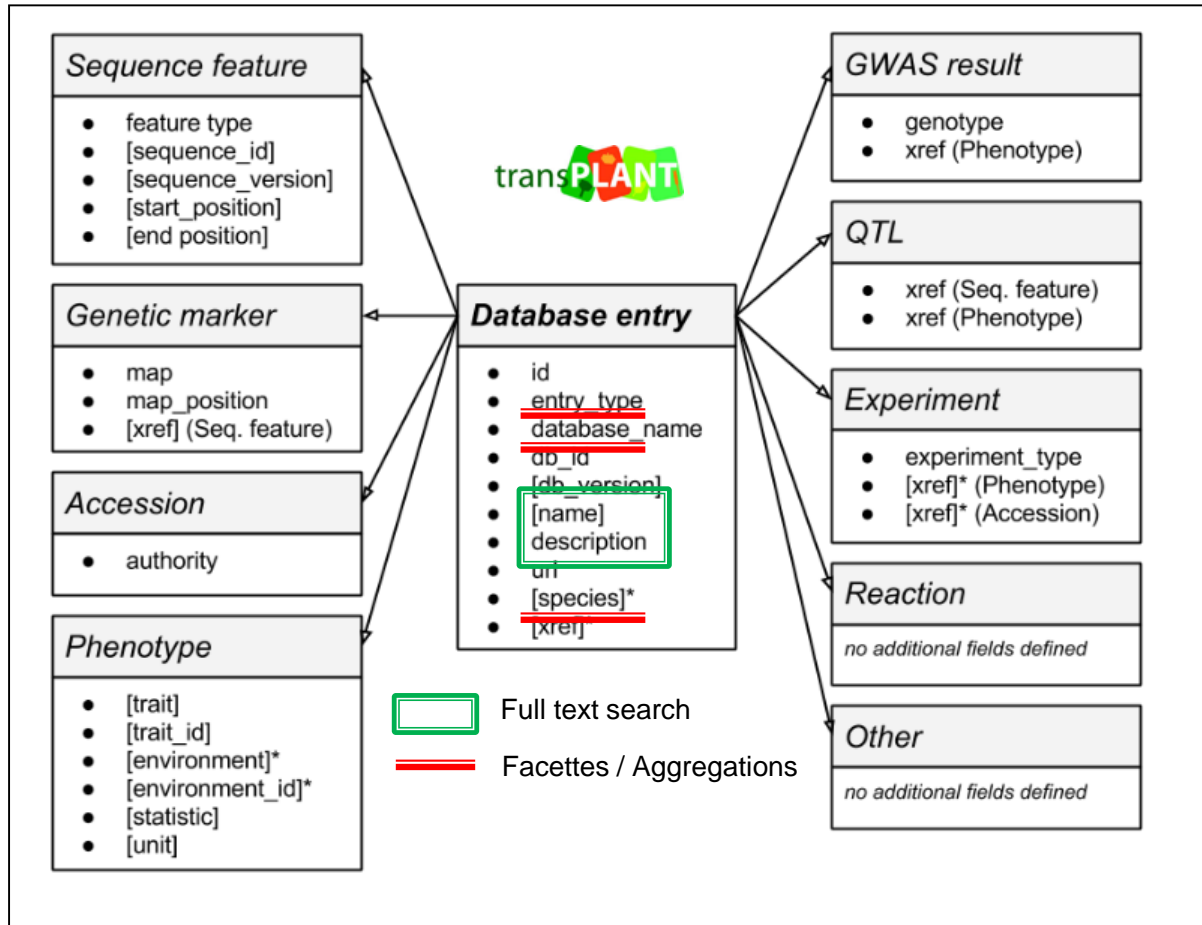 Sequence feature
● feature type
● [sequence_id]
● [sequence_version]
● [start_position]
● [end position]
Genetic marker
● map
● map_position
● [xref] (Seq. feature)
Accession
● authority
Phenotype
● [trait]
● [trait_id]
● [environment]*
● [environment_id]*
● [statistic]
● [unit]
transPLANT
Database entry
● id
● entry_type
● database_name
● db_id
● [db_version]
● [name]
● description
● url
● [species]*
● [xref]*
Full text search
Facettes / Aggregations
GWAS result
● genotype
● xref (Phenotype)
QTL
● xref (Seq. feature)
● xref (Phenotype)
Experiment
● experiment_type
● [xref]* (Phenotype)
● [xref]* (Accession)
Reaction
no additional fields defined
Other
no additional fields defined